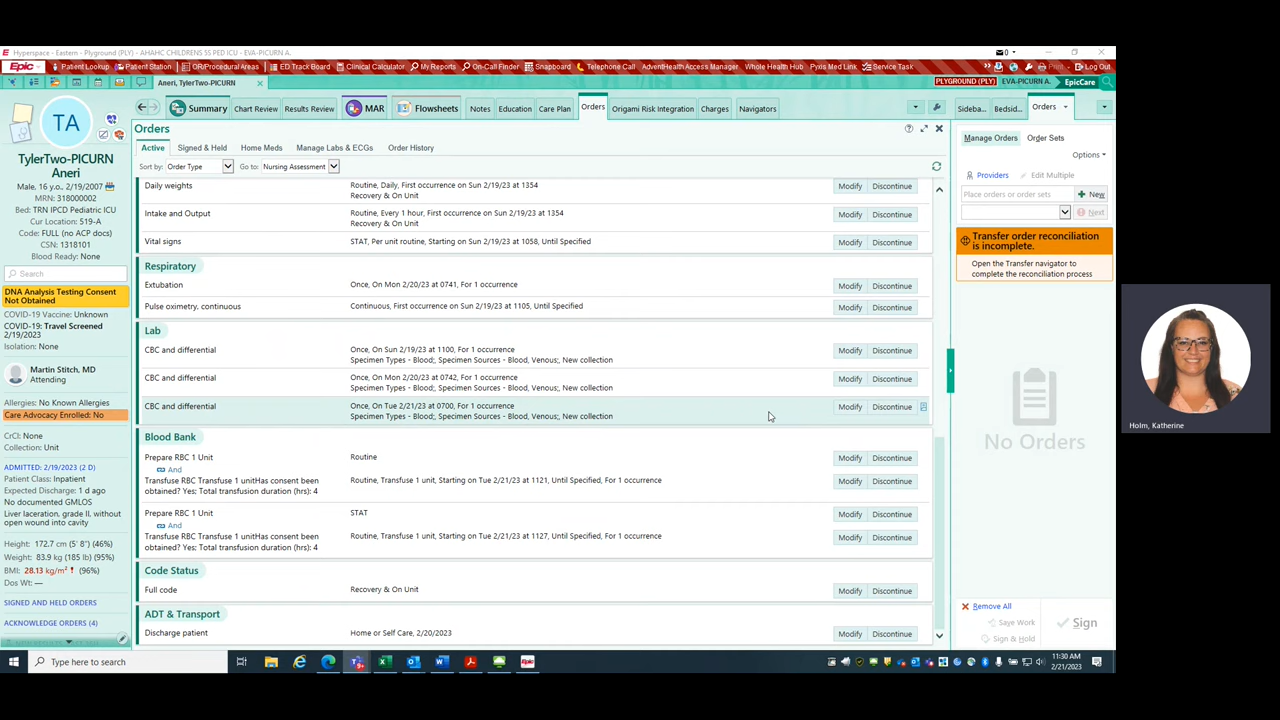 Hyperspace - Eastern - Plyground (PLY) - AHAHC CHILDRENS 5S PED ICU - EVA-PICURN A.
0
Epic
Patient Lookup
Patient Station
OR/Procedural Areas
ED Track Board
Clinical Calculator
My Reports
On-Call Finder
Snapboard
Telephone Call
AdventHealth Access Manager
Whole Health Hub
Pyxis Med Link
Service Task
Print
Log Out
Aneri, TylerTwo-PICURN
PLYGROUND (PLY)
EVA-PICURN A.
EpicCare
Summary
Chart Review
Results Review
MAR
Flowsheets
Notes
Education
Care Plan
Orders
Origami Risk Integration
Charges
Navigators
Sideba...
Bedsid...
Orders
TA
TylerTwo-PICURN
Aneri
Male, 16 y.o., 2/19/2007
MRN: 318000002
Bed: TRN IPCD Pediatric ICU
Cur Location: 519-A
Code: FULL (no ACP docs)
CSN: 1318101
Blood Ready: None
Search
DNA Analysis Testing Consent
Not Obtained
COVID-19 Vaccine: Unknown
COVID-19: Travel Screened
2/19/2023
Isolation: None
Martin Stitch, MD
Attending
Allergies: No Known Allergies
Care Advocacy Enrolled: No
CrCl: None
Collection: Unit
ADMITTED: 2/19/2023 (2 D)
Patient Class: Inpatient
Expected Discharge: 1 d ago
No documented GMLOS
Liver laceration, grade II, without
open wound into cavity
Height: 172.7 cm (5' 8") (46%)
Weight: 83.9 kg (185 lb) (95%)
BMI: 28.13 kg/m² ! (96%)
Dos Wt: —
SIGNED AND HELD ORDERS
ACKNOWLEDGE ORDERS (4)
Orders
Active
Signed & Held
Home Meds
Manage Labs & ECGs
Order History
Sort by: Order Type
Go to: Nursing Assessment
Daily weights
Routine, Daily, First occurrence on Sun 2/19/23 at 1354
Recovery & On Unit
Modify Discontinue
Intake and Output
Routine, Every 1 hour, First occurrence on Sun 2/19/23 at 1354
Recovery & On Unit
Modify Discontinue
Vital signs
STAT, Per unit routine, Starting on Sun 2/19/23 at 1058, Until Specified
Modify Discontinue
Respiratory
Extubation
Once, On Mon 2/20/23 at 0741, For 1 occurrence
Modify Discontinue
Pulse oximetry, continuous
Continuous, First occurrence on Sun 2/19/23 at 1105, Until Specified
Modify Discontinue
Lab
CBC and differential
Once, On Sun 2/19/23 at 1100, For 1 occurrence
Specimen Types - Blood;, Specimen Sources - Blood, Venous;, New collection
Modify Discontinue
CBC and differential
Once, On Mon 2/20/23 at 0742, For 1 occurrence
Specimen Types - Blood;, Specimen Sources - Blood, Venous;, New collection
Modify Discontinue
CBC and differential
Once, On Tue 2/21/23 at 0700, For 1 occurrence
Specimen Types - Blood;, Specimen Sources - Blood, Venous;, New collection
Modify Discontinue
Blood Bank
Prepare RBC 1 Unit
Routine
Modify Discontinue
And
Transfuse RBC Transfuse 1 unitHas consent been
obtained? Yes; Total transfusion duration (hrs): 4
Routine, Transfuse 1 unit, Starting on Tue 2/21/23 at 1121, Until Specified, For 1 occurrence
Modify Discontinue
Prepare RBC 1 Unit
STAT
Modify Discontinue
And
Transfuse RBC Transfuse 1 unitHas consent been
obtained? Yes; Total transfusion duration (hrs): 4
Routine, Transfuse 1 unit, Starting on Tue 2/21/23 at 1127, Until Specified, For 1 occurrence
Modify Discontinue
Code Status
Full code
Recovery & On Unit
Modify Discontinue
ADT & Transport
Discharge patient
Home or Self Care, 2/20/2023
Modify Discontinue
Manage Orders
Order Sets
Options
Providers
Edit Multiple
Place orders or order sets
New
Next
Transfer order reconciliation
is incomplete.
Open the Transfer navigator to
complete the reconciliation process
No Orders
Remove All
Save Work
Sign & Hold
Sign
Holm, Katherine
Type here to search
11:30 AM
2/21/2023